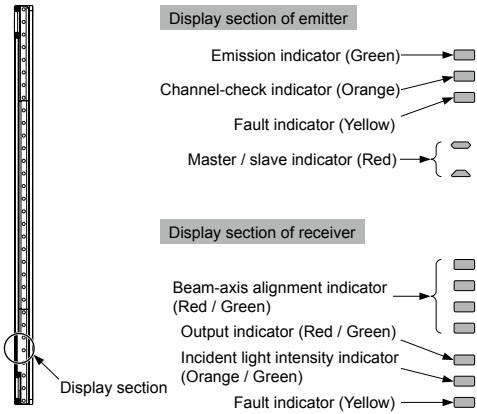 Display section of emitter
Emission indicator (Green)
Channel-check indicator (Orange)
Fault indicator (Yellow)
Master / slave indicator (Red)
Display section of receiver
Beam-axis alignment indicator
(Red / Green)
Output indicator (Red / Green)
Incident light intensity indicator
(Orange / Green)
Display section
Fault indicator (Yellow)